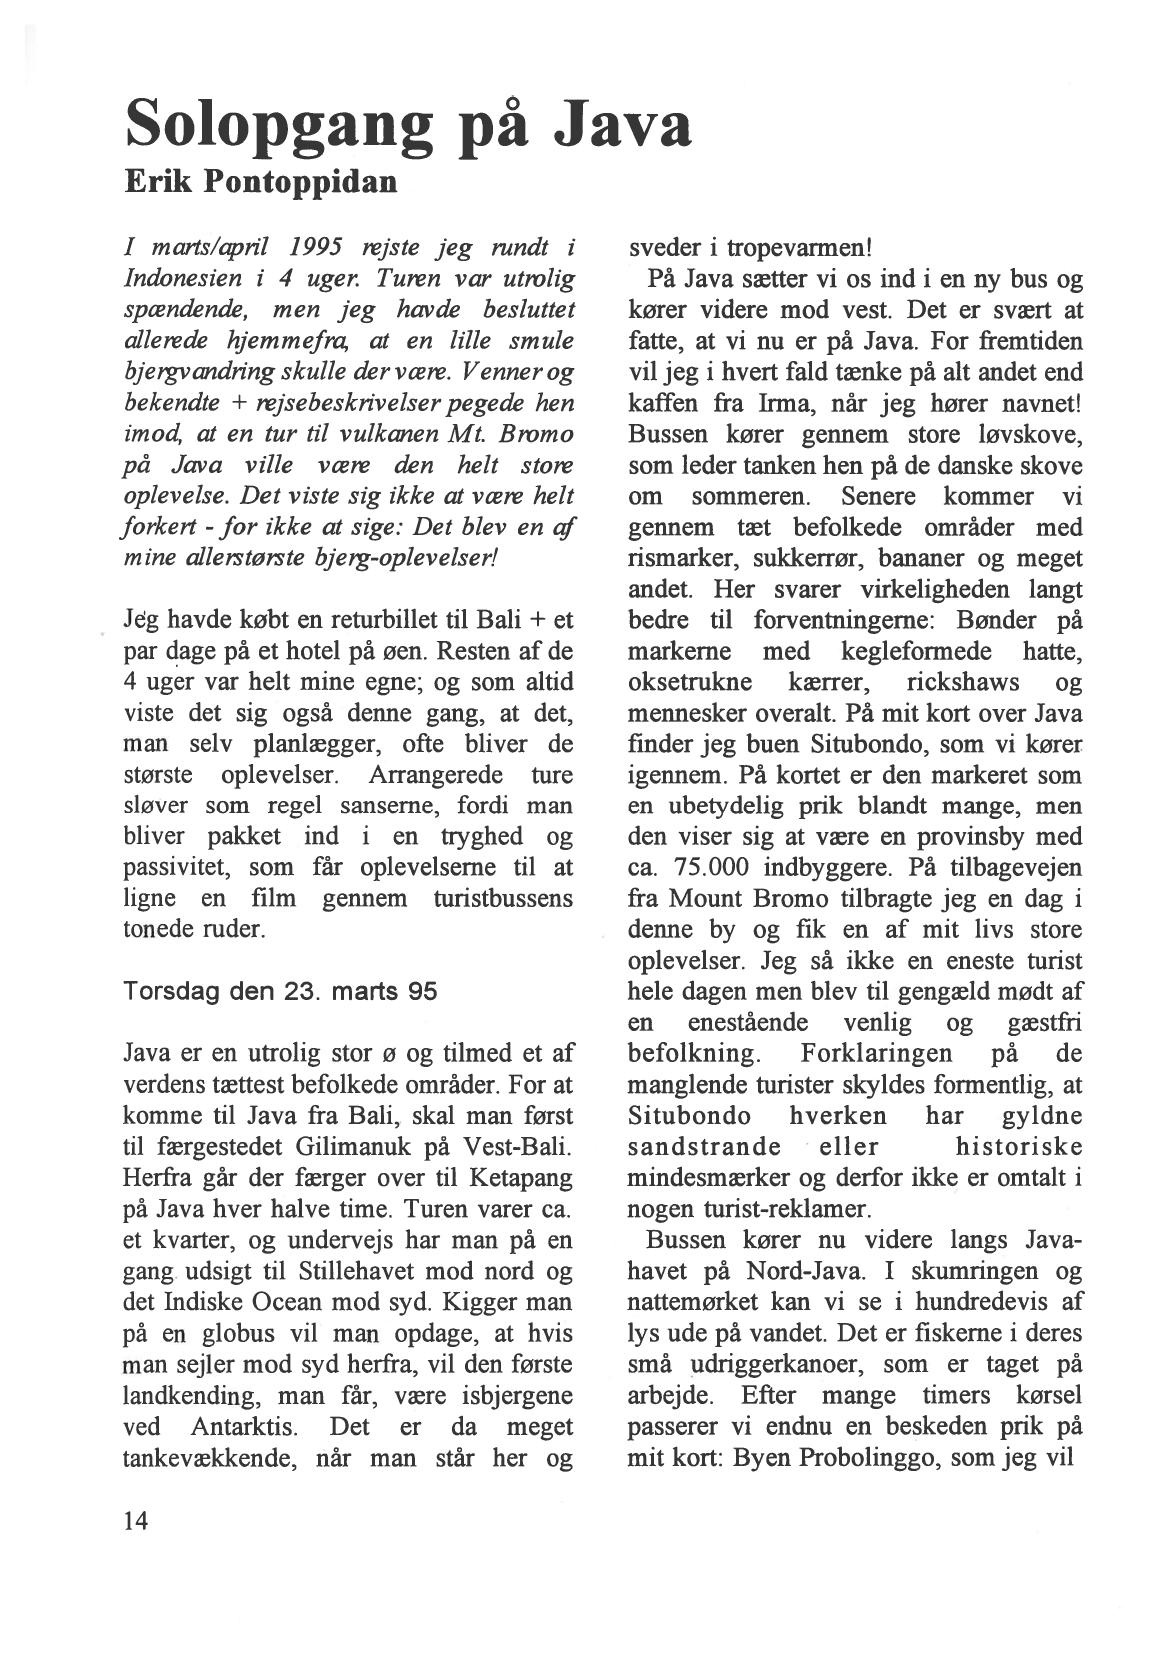 Solopgang på Java
Erik Pontoppidan
I marts/april 1995 rejste jeg rundt i
Indonesien i 4 uger. Turen var utrolig
spændende, men jeg havde besluttet
allerede hjemmefra, at en lille smule
bjergvandring skulle der være. Venner og
bekendte + rejsebeskrivelser pegede hen
imod, at en tur til vulkanen Mt. Bromo
på Java ville være den helt store
oplevelse. Det viste sig ikke at være helt
forkert - for ikke at sige: Det blev en af
mine allerstørste bjerg-oplevelser!
Jeg havde købt en returbillet til Bali + et
par dage på et hotel på øen. Resten af de
4 uger var helt mine egne; og som altid
viste det sig også denne gang, at det,
man selv planlægger, ofte bliver de
største oplevelser. Arrangerede ture
sløver som regel sanserne, fordi man
bliver pakket ind i en tryghed og
passivitet, som får oplevelserne til at
ligne en film gennem turistbussens
tonede ruder.
Torsdag den 23. marts 95
Java er en utrolig stor ø og tilmed et af
verdens tættest befolkede områder. For at
komme til Java fra Bali, skal man først
til færgestedet Gilimanuk på Vest-Bali.
Herfra går der færger over til Ketapang
på Java hver halve time. Turen varer ca.
et kvarter, og undervejs har man på en
gang udsigt til Stillehavet mod nord og
det Indiske Ocean mod syd. Kigger man
på en globus vil man opdage, at hvis
man sejler mod syd herfra, vil den første
landkending, man får, være isbjergene
ved Antarktis. Det er da meget
tankevækkende, når man står her og
sveder i tropevarmen!
På Java sætter vi os ind i en ny bus og
kører videre mod vest. Det er svært at
fatte, at vi nu er på Java. For fremtiden
vil jeg i hvert fald tænke på alt andet end
kaffen fra Irma, når jeg hører navnet!
Bussen kører gennem store løvskove,
som leder tanken hen på de danske skove
om sommeren. Senere kommer vi
gennem tæt befolkede områder med
rismarker, sukkerrør, bananer og meget
andet. Her svarer virkeligheden langt
bedre til forventningerne: Bønder på
markerne med kegleformede hatte,
oksetrukne kærrer, rickshaws og
mennesker overalt. På mit kort over Java
finder jeg buen Situbondo, som vi kører
igennem. På kortet er den markeret som
en ubetydelig prik blandt mange, men
den viser sig at være en provinsby med
ca. 75.000 indbyggere. På tilbagevejen
fra Mount Bromo tilbragte jeg en dag i
denne by og fik en af mit livs store
oplevelser. Jeg så ikke en eneste turist
hele dagen men blev til gengæld mødt af
en enestående venlig og gæstfri
befolkning. Forklaringen på de
manglende turister skyldes formentlig, at
Situbondo hverken har gyldne
sandstrande eller historiske
mindesmærker og derfor ikke er omtalt i
nogen turist-reklamer.
Bussen kører nu videre langs Java-
havet på Nord-Java. I skumringen og
nattemørket kan vi se i hundredevis af
lys ude på vandet. Det er fiskerne i deres
små udriggerkanoer, som er taget på
arbejde. Efter mange timers kørsel
passerer vi endnu en beskeden prik på
mit kort: Byen Probolinggo, som jeg vil
14